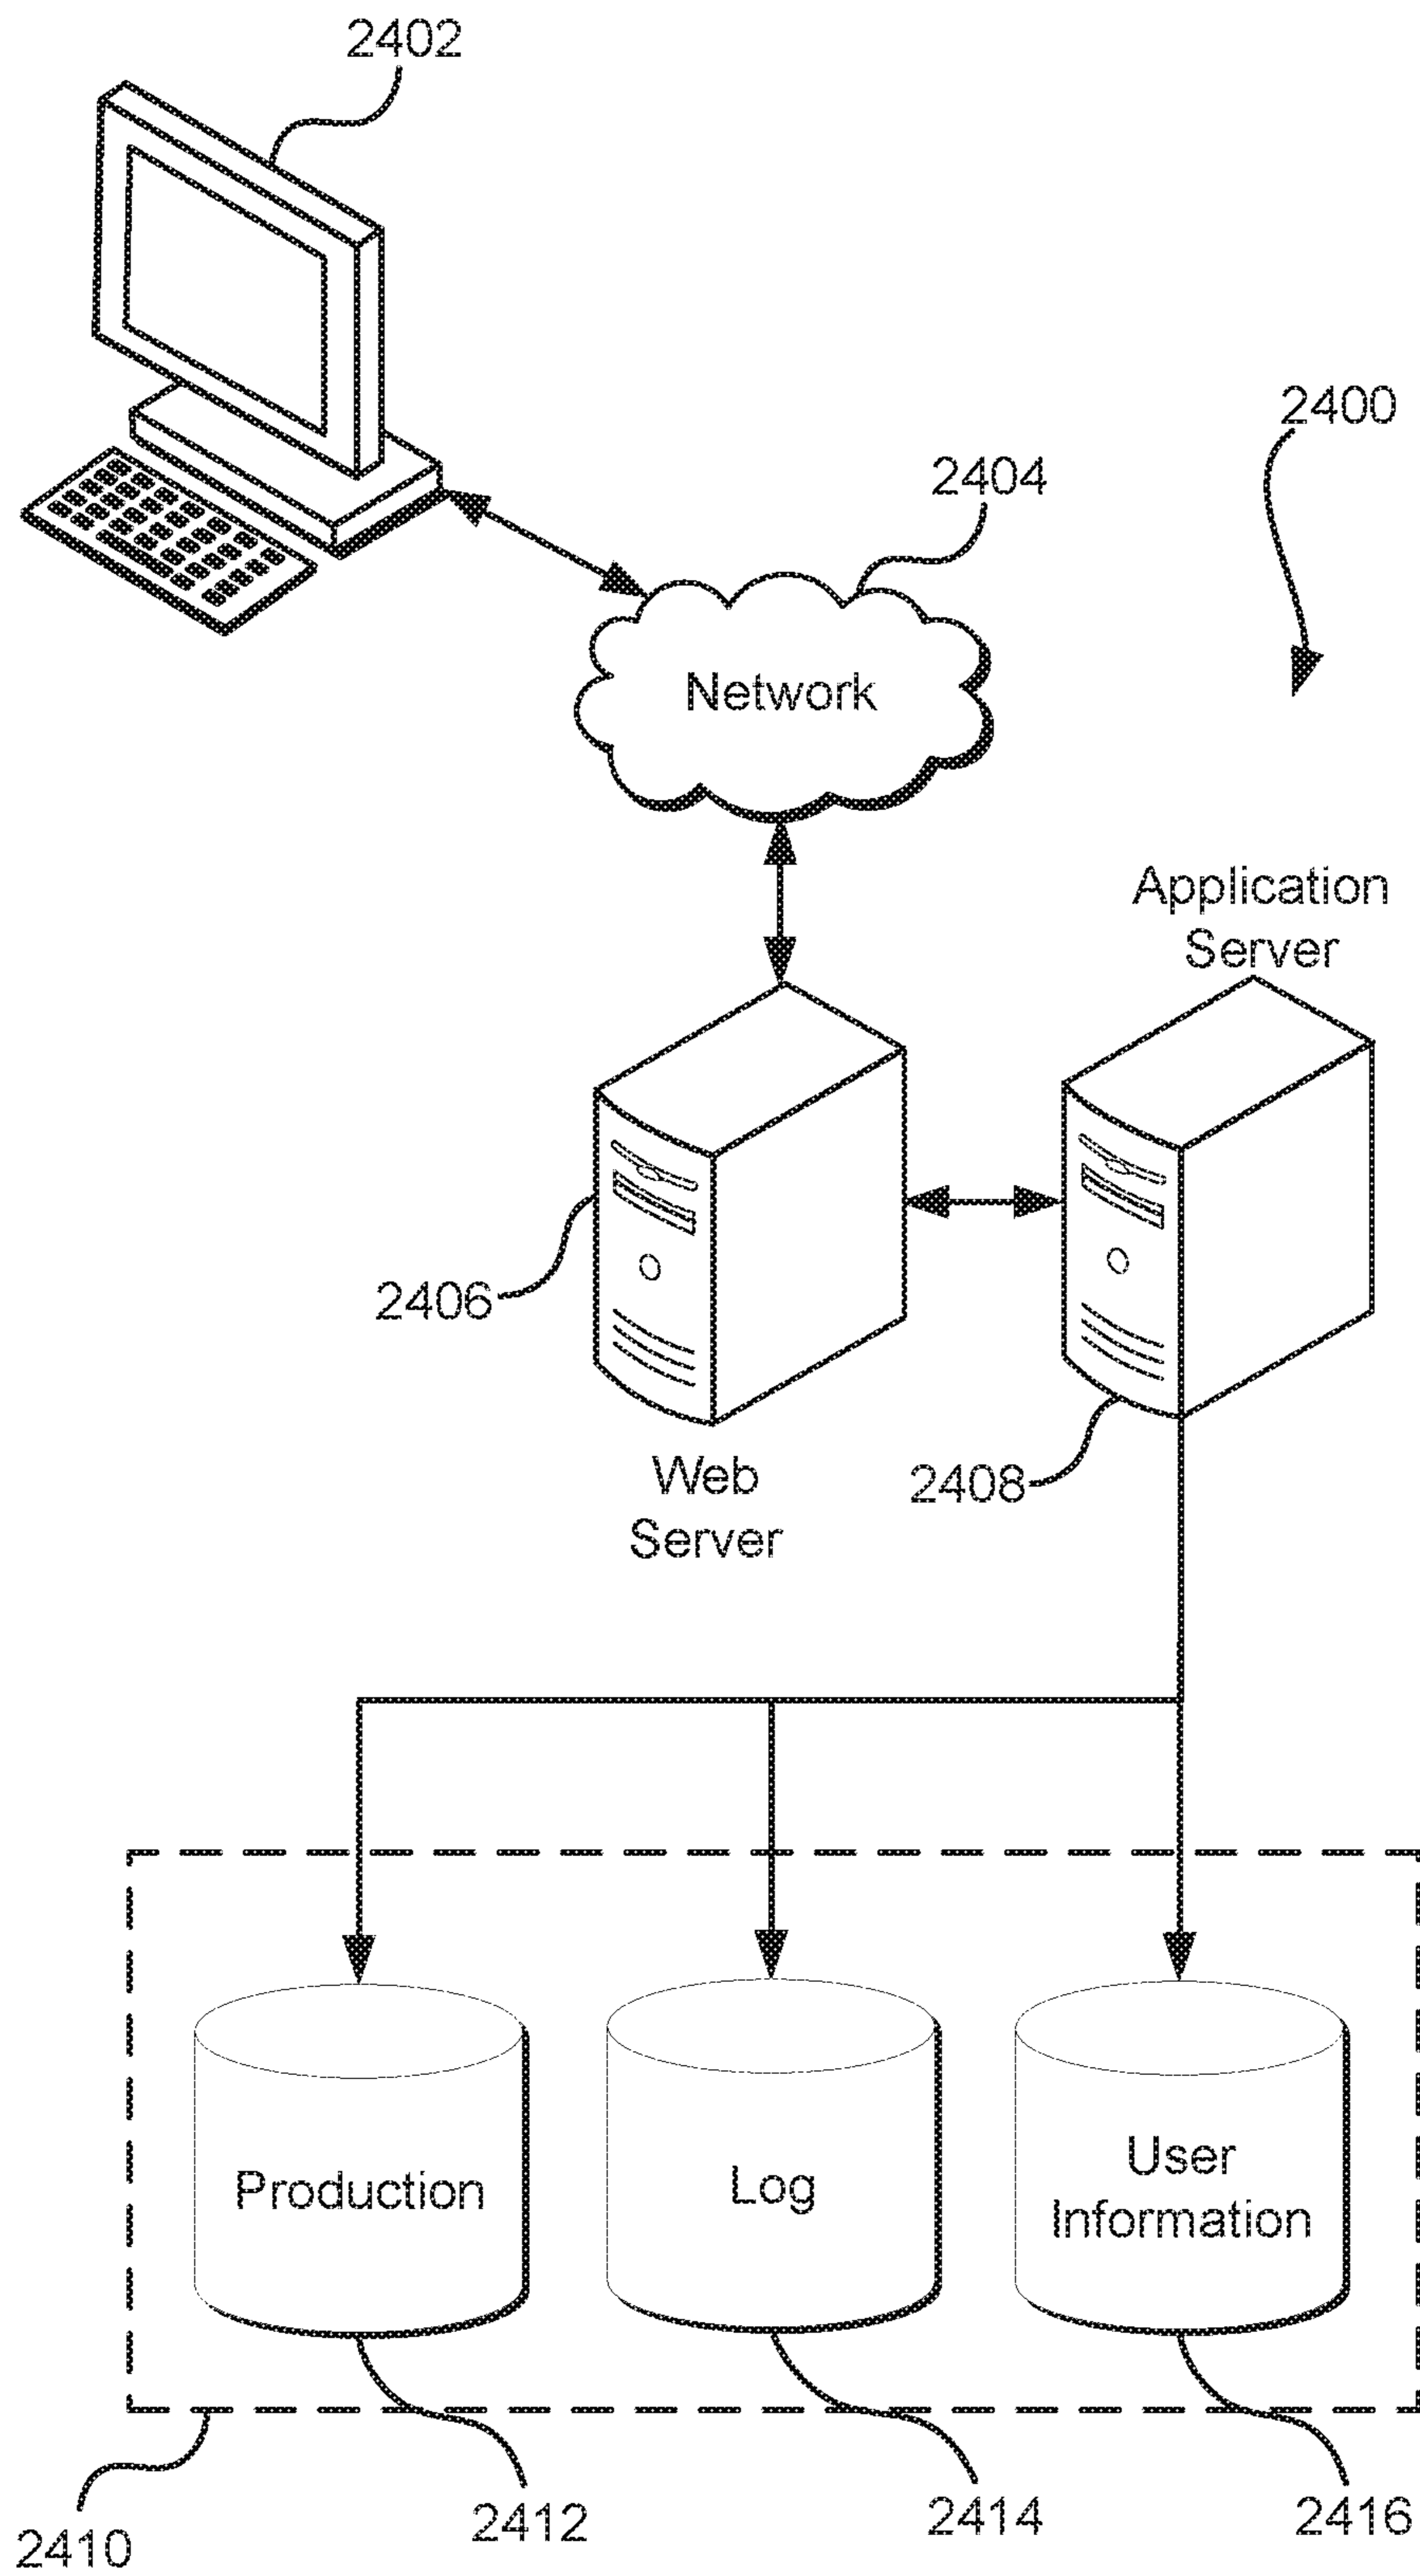 2402
2400
2404
Network
Application
Server
2406
Web
Server
2408
Production
Log
User
Information
2410
2412
2414
2416